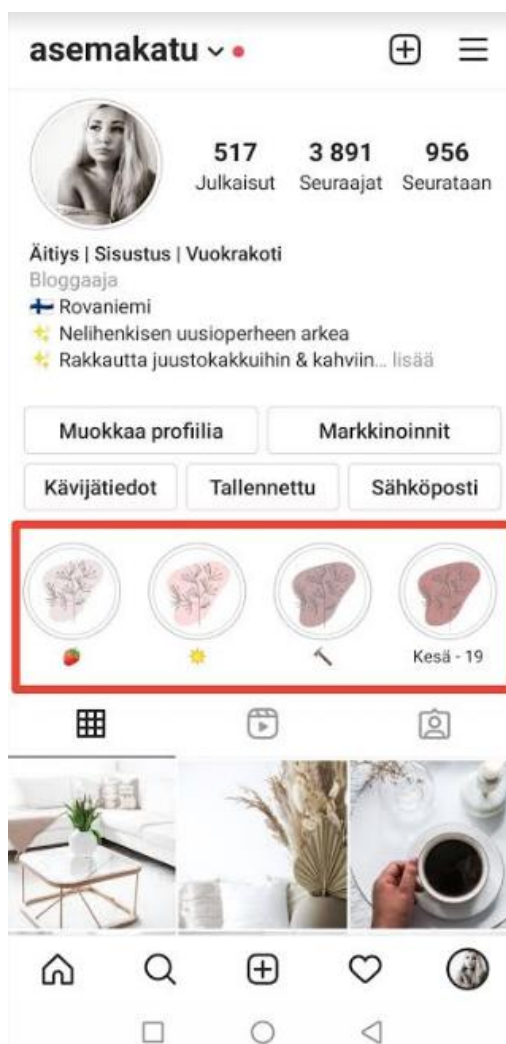 asemakatu
517 3 891 956
Julkaisut Seuraajat Seurataan
Äitiys | Sisustus | Vuokrakoti
Bloggaaja
🇫🇮 Rovaniemi
✨ Nelihenkisen uusioperheen arkea
✨ Rakkautta juustokakkuihin & kahviin... lisää
Muokkaa profiilia Markkinoinnit
Kävijätiedot Tallennettu Sähköposti
🍓 ☀️ 🔨 Kesä - 19